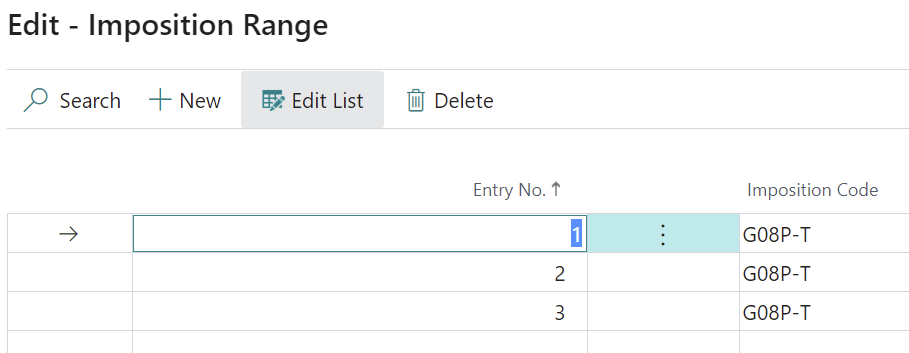 Edit - Imposition Range
Search New Edit List Delete
Entry No. ↑ Imposition Code
1 G08P-T
2 G08P-T
3 G08P-T